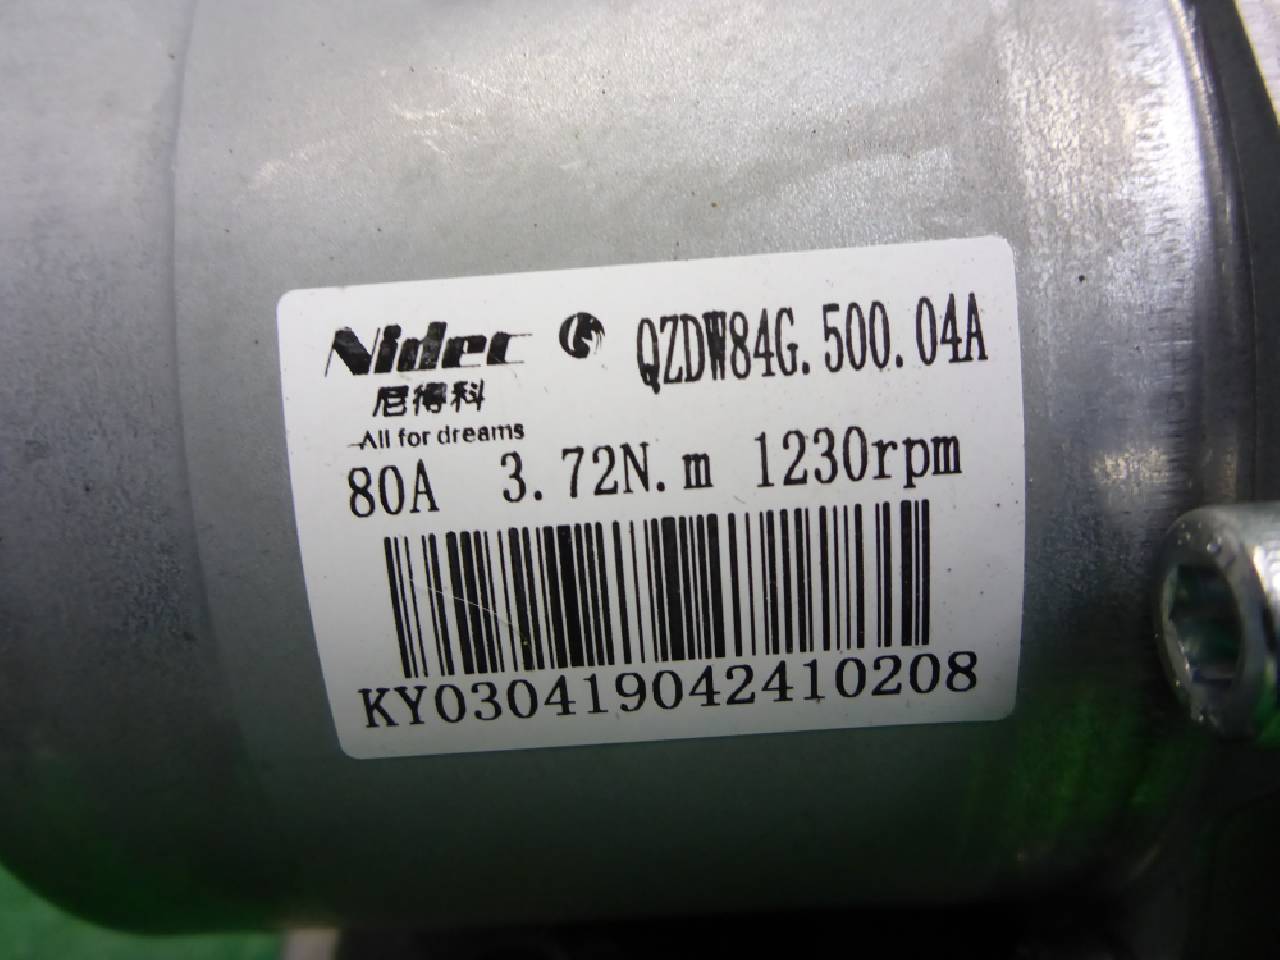 Nidec QZDW84G.500.04A
尼得科
All for dreams
80A 3.72N.m 1230rpm
KY030419042410208